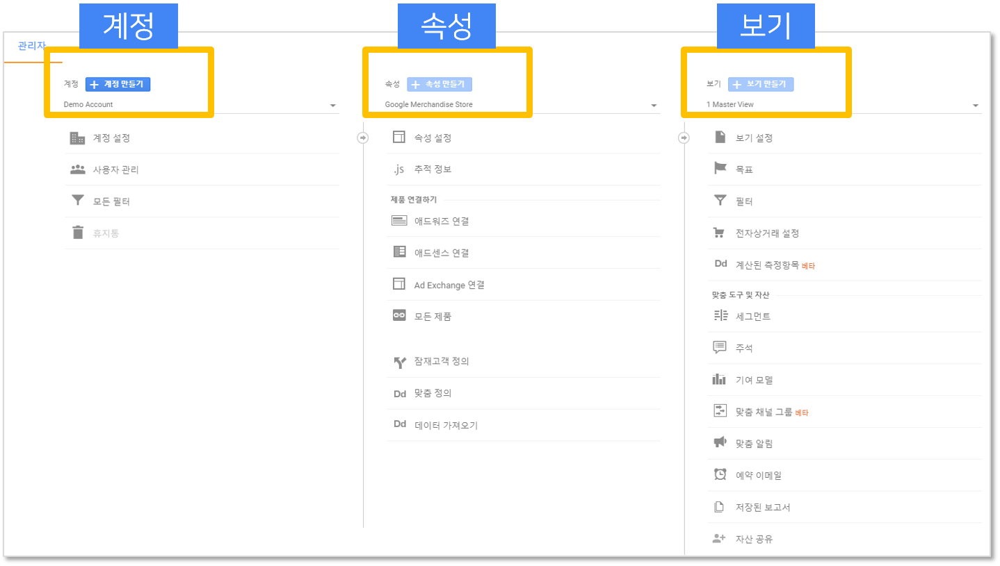 계정
속성
보기
관리자
계정
계정 만들기
Demo Account
계정 설정
사용자 관리
모든 필터
휴지통
속성
속성 만들기
Google Merchandise Store
속성 설정
.js
추적 정보
제품 연결하기
애드워즈 연결
애드센스 연결
Ad Exchange 연결
모든 제품
잠재고객 정의
Dd
맞춤 정의
Dd
데이터 가져오기
보기
보기 만들기
1 Master View
보기 설정
목표
필터
전자상거래 설정
Dd
계산된 측정항목 베타
맞춤 도구 및 자산
세그먼트
주석
기여 모델
맞춤 채널 그룹 베타
맞춤 알림
예약 이메일
저장된 보고서
자산 공유